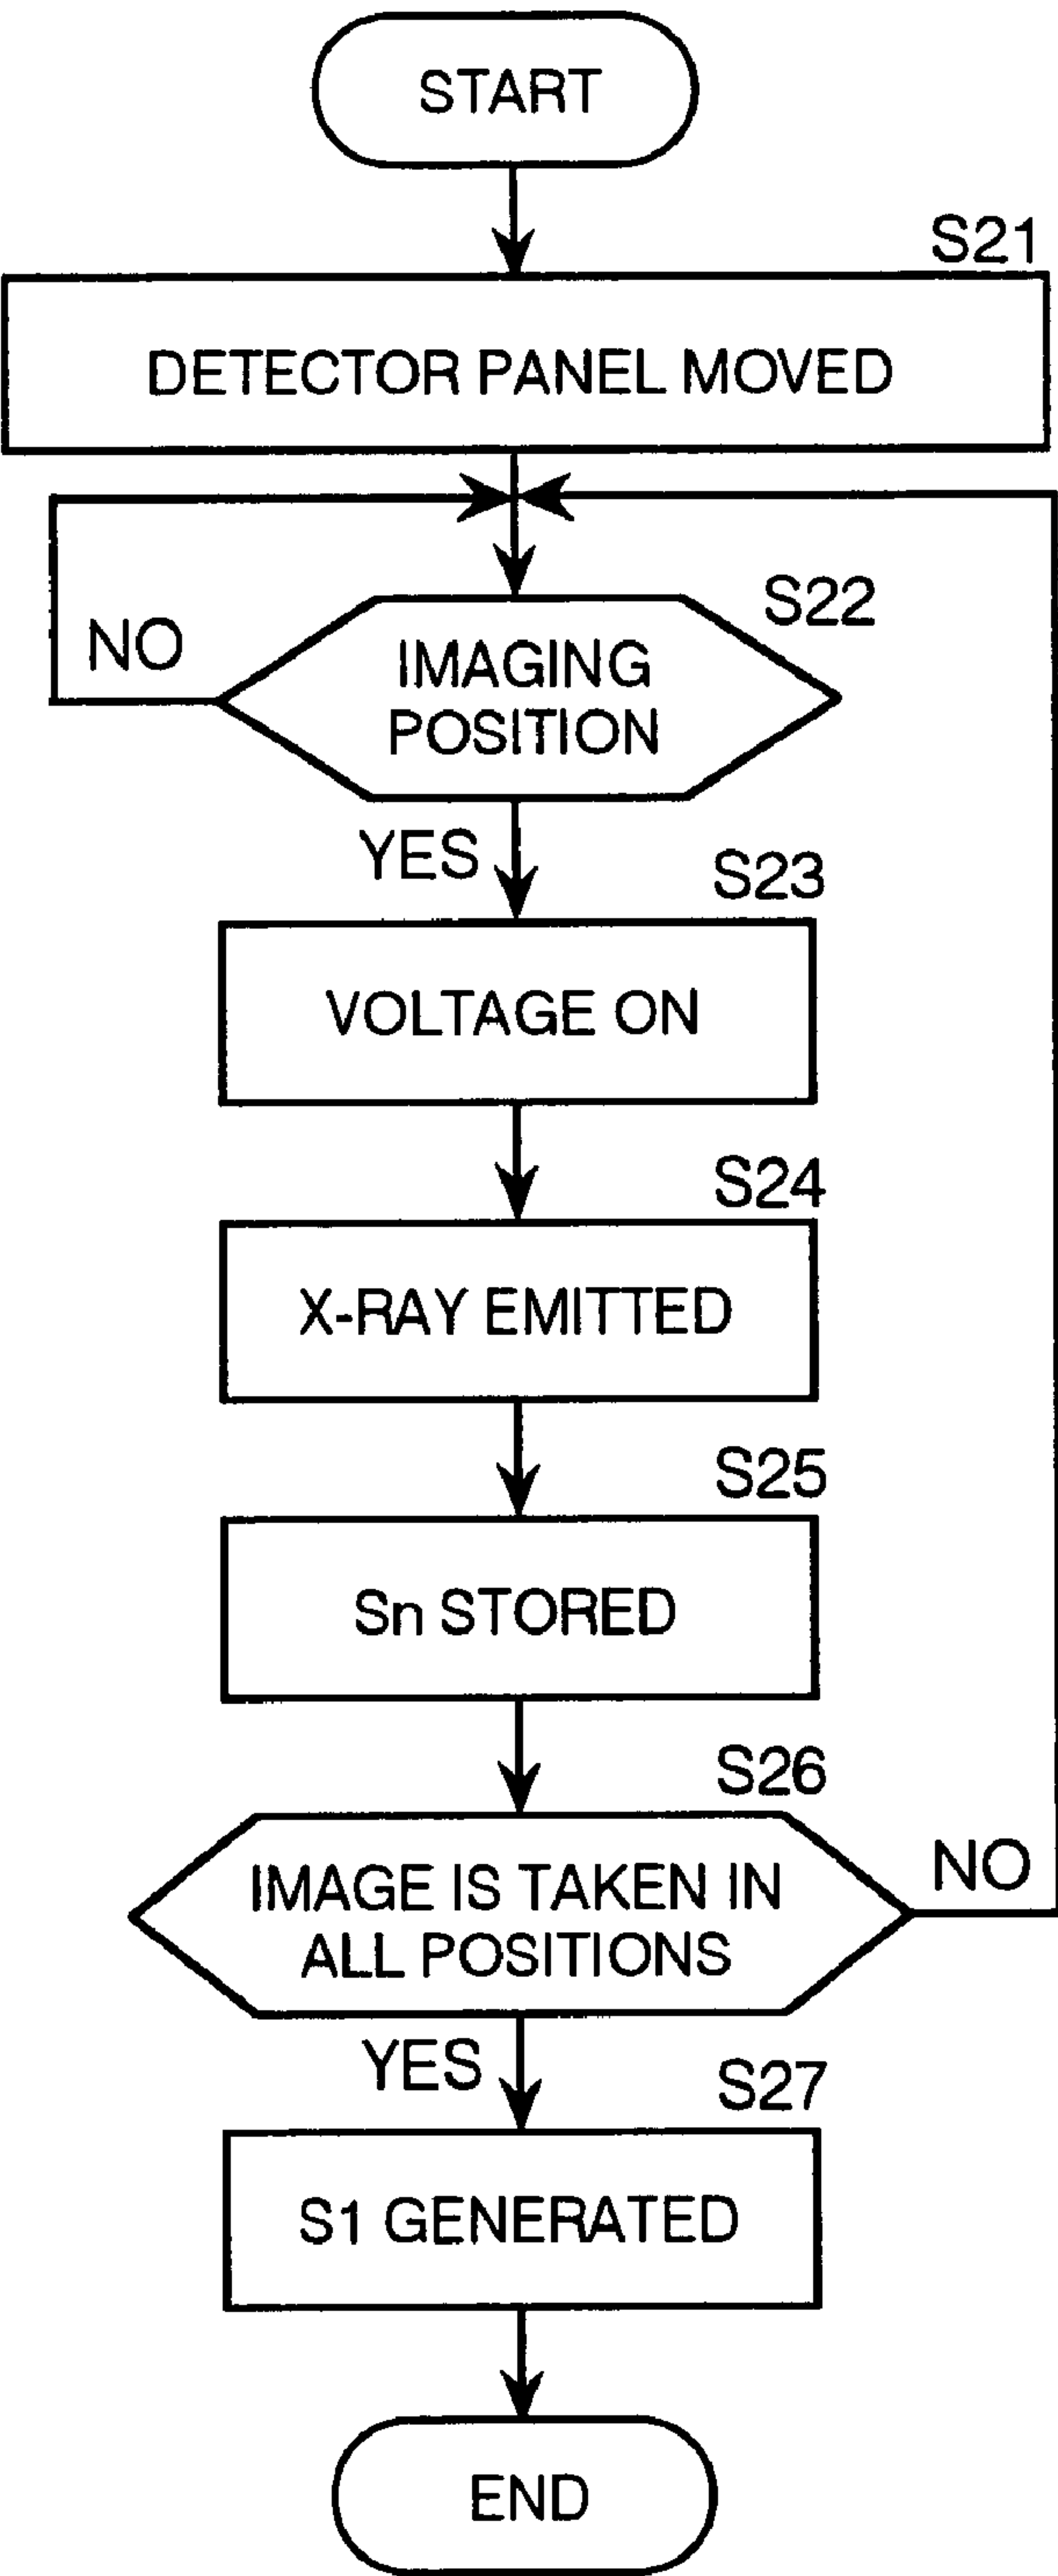 START
S21
DETECTOR PANEL MOVED
S22
NO
IMAGING
POSITION
YES
S23
VOLTAGE ON
S24
X-RAY EMITTED
S25
Sn STORED
S26
IMAGE IS TAKEN IN
ALL POSITIONS
NO
YES
S27
S1 GENERATED
END